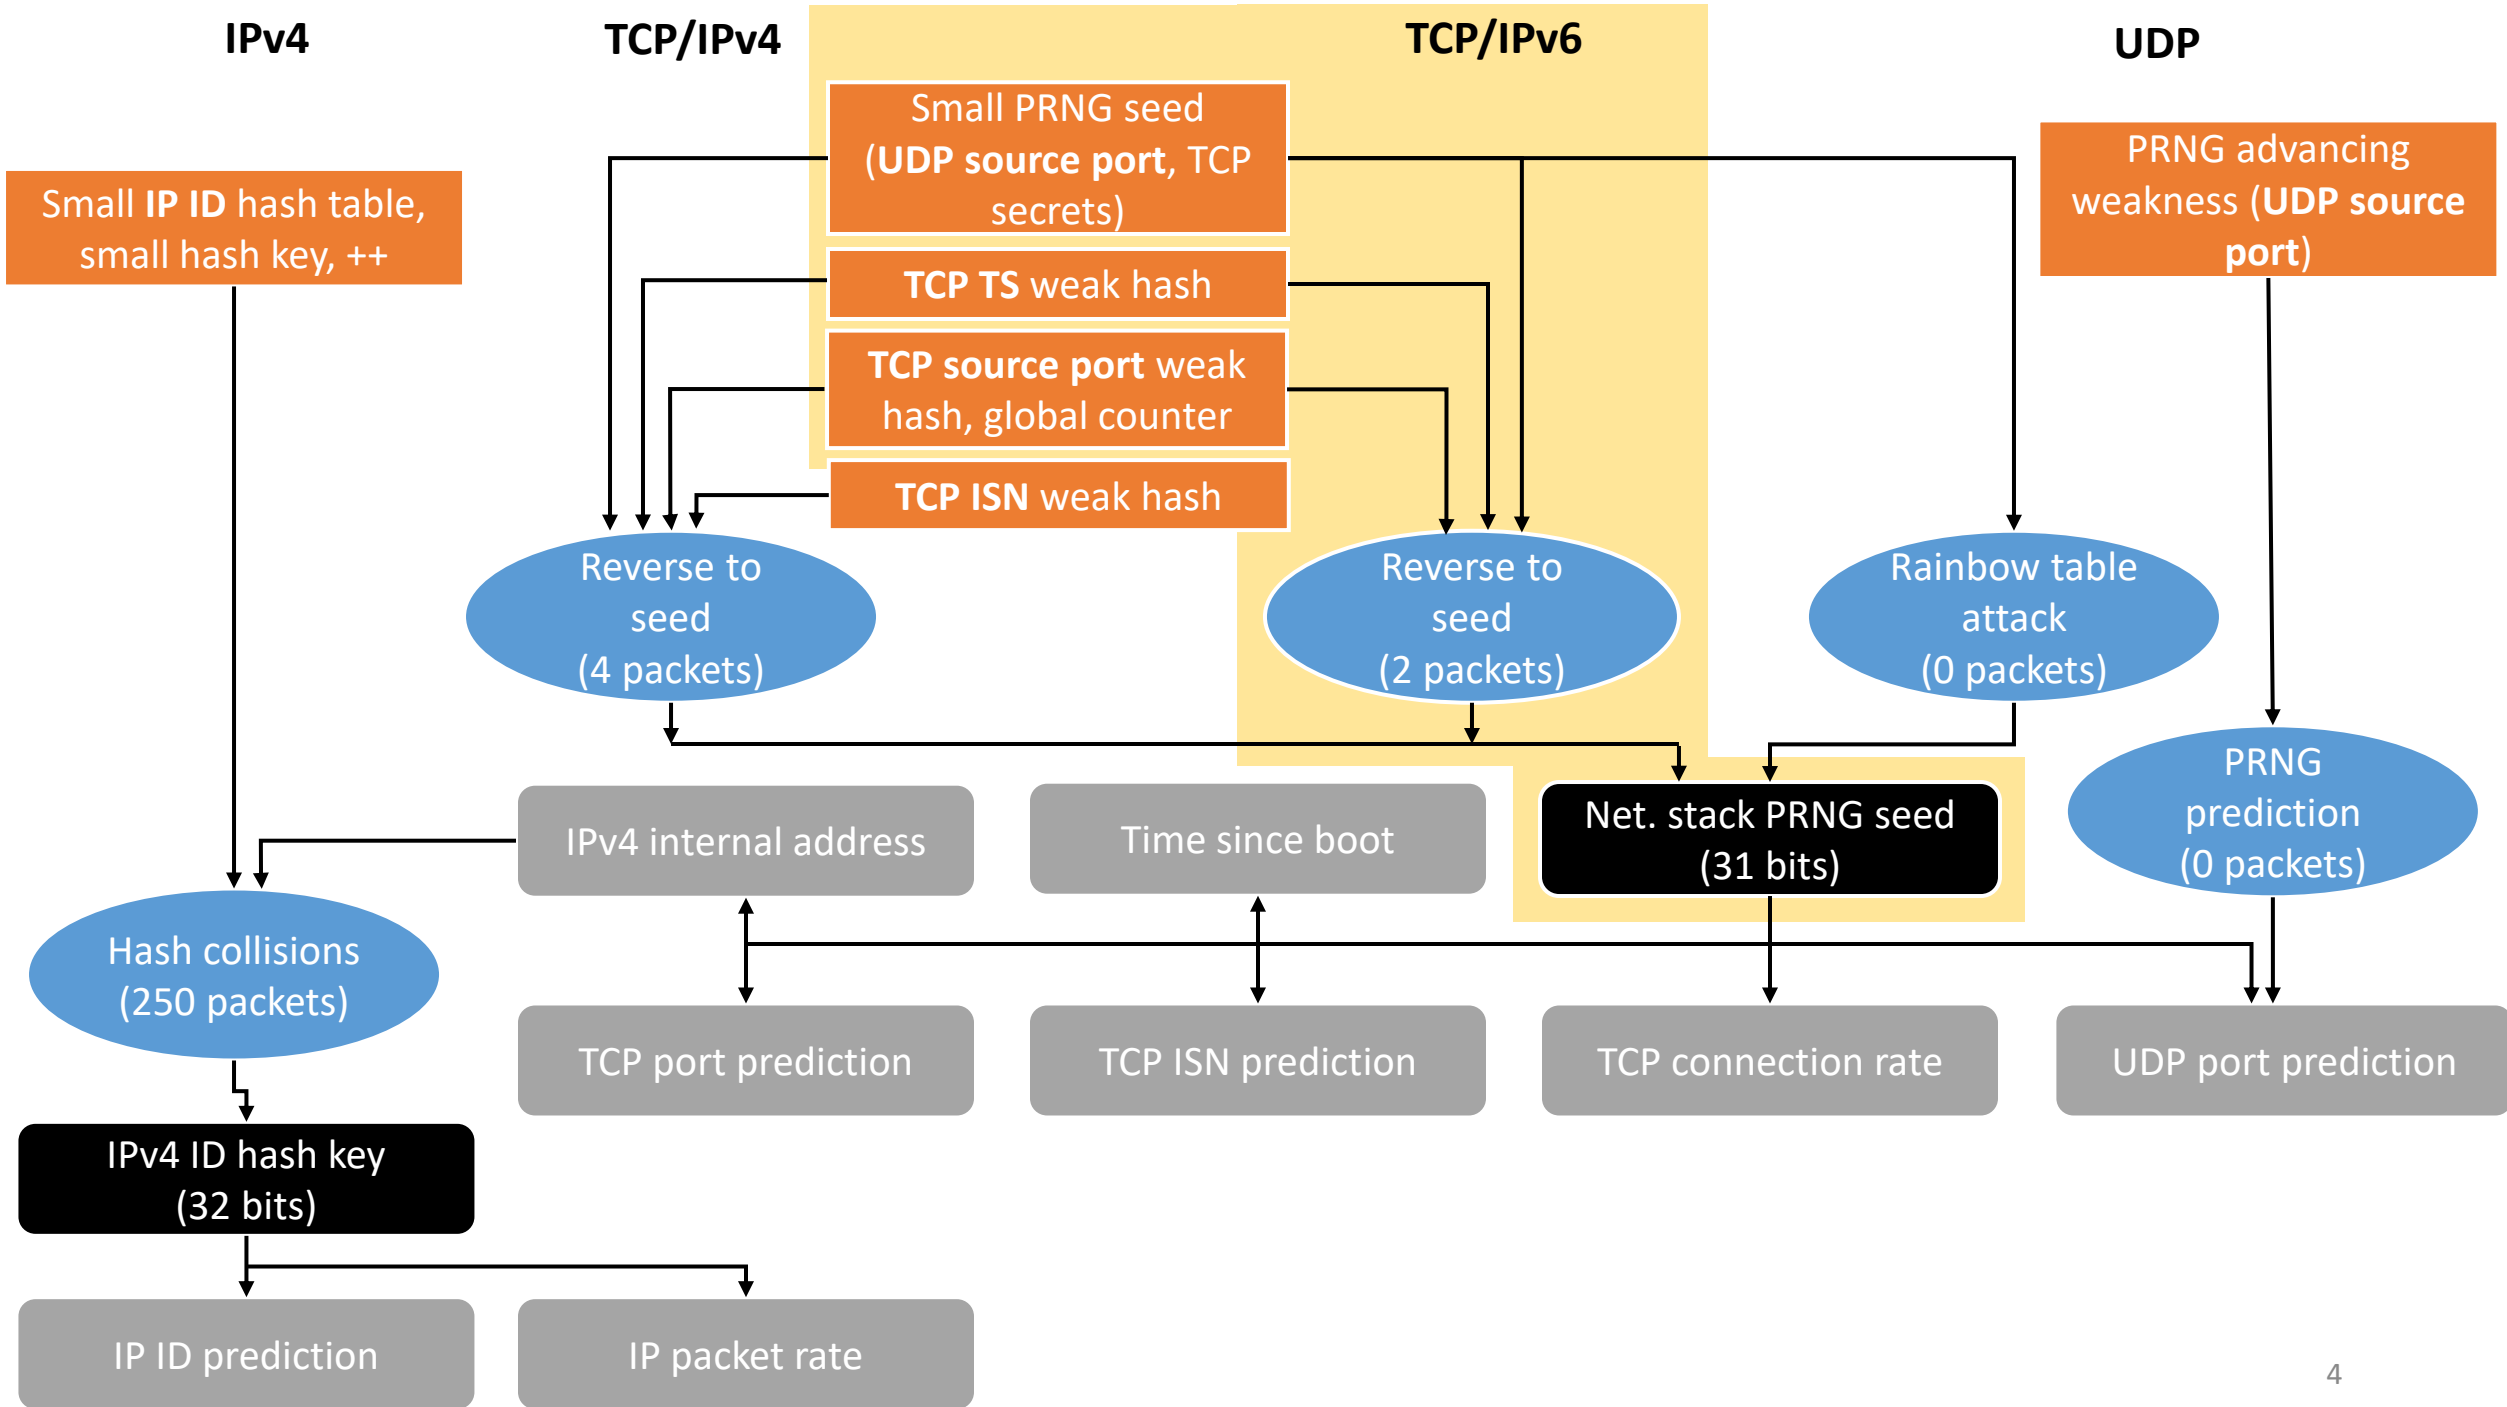 IPv4
TCP/IPv4
TCP/IPv6
UDP
Small PRNG seed
(UDP source port, TCP
secrets)
PRNG advancing
weakness (UDP source
port)
Small IP ID hash table,
small hash key, ++
TCP TS weak hash
TCP source port weak
hash, global counter
TCP ISN weak hash
Reverse to
seed
(4 packets)
Reverse to
seed
(2 packets)
Rainbow table
attack
(0 packets)
PRNG
prediction
(0 packets)
IPv4 internal address
Time since boot
Net. stack PRNG seed
(31 bits)
Hash collisions
(250 packets)
TCP port prediction
TCP ISN prediction
TCP connection rate
UDP port prediction
IPv4 ID hash key
(32 bits)
IP ID prediction
IP packet rate
4